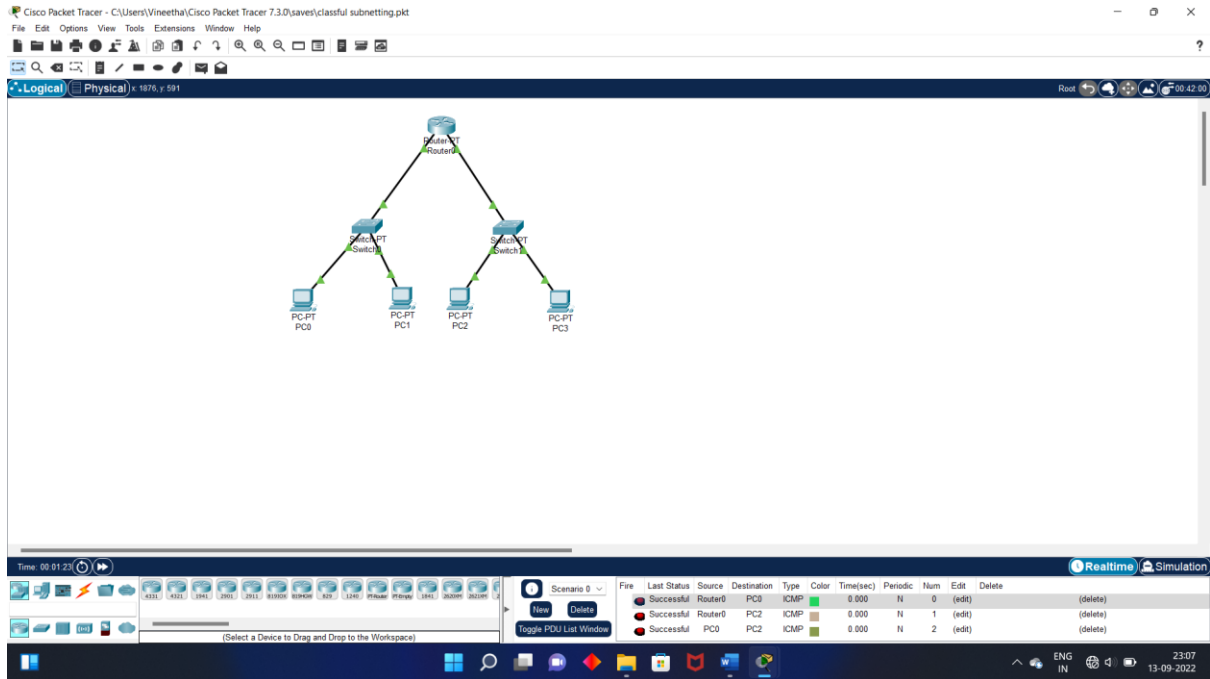 Cisco Packet Tracer - C:\Users\Vineetha\Cisco Packet Tracer 7.3.0\saves\classful subnetting.pkt
File Edit Options View Tools Extensions Window Help
?
Logical Physical x: 1876, y: 591 Root 00:42:00
Router-PT
Router0
Switch-PT
Switch0
Switch-PT
Switch1
PC-PT
PC0
PC-PT
PC1
PC-PT
PC2
PC-PT
PC3
Time: 00:01:23 Realtime Simulation
4331 4321 1941 2901 2911 819IOX 819HGW 829 1240 PT-Router PT-Empty 1841 2620XM 2621XM
(Select a Device to Drag and Drop to the Workspace)
Scenario 0
New Delete
Toggle PDU List Window
Fire Last Status Source Destination Type Color Time(sec) Periodic Num Edit Delete
Successful Router0 PC0 ICMP 0.000 N 0 (edit) (delete)
Successful Router0 PC2 ICMP 0.000 N 1 (edit) (delete)
Successful PC0 PC2 ICMP 0.000 N 2 (edit) (delete)
ENG
IN
23:07
13-09-2022